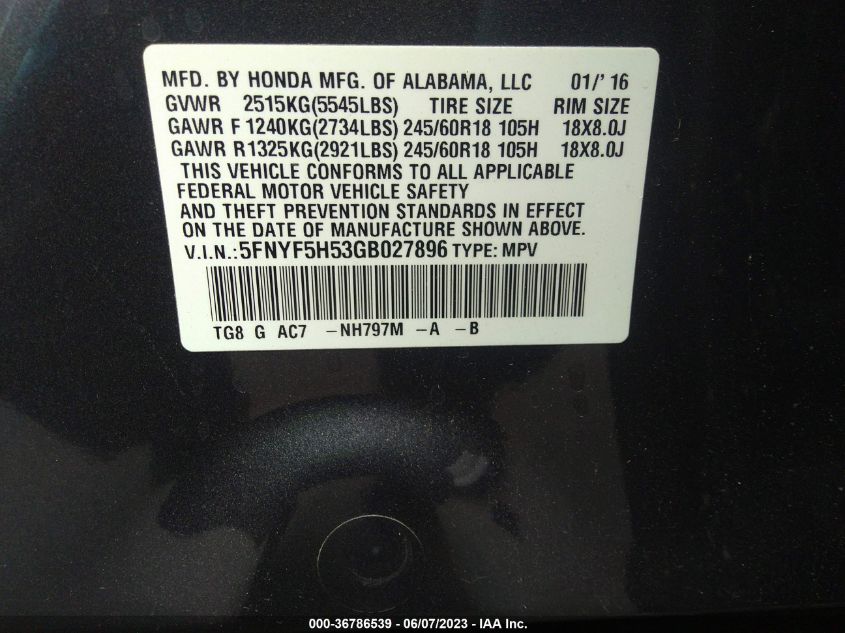 MFD. BY HONDA MFG. OF ALABAMA, LLC 01/' 16
GVWR 2515KG(5545LBS) TIRE SIZE RIM SIZE
GAWR F 1240KG(2734LBS) 245/60R18 105H 18X8.0J
GAWR R1325KG(2921LBS) 245/60R18 105H 18X8.0J
THIS VEHICLE CONFORMS TO ALL APPLICABLE
FEDERAL MOTOR VEHICLE SAFETY
AND THEFT PREVENTION STANDARDS IN EFFECT
ON THE DATE OF MANUFACTURE SHOWN ABOVE.
V.I.N.:5FNYF5H53GB027896 TYPE: MPV
TG8 G AC7 -NH797M -A -B
000-36786539 - 06/07/2023 - IAA Inc.